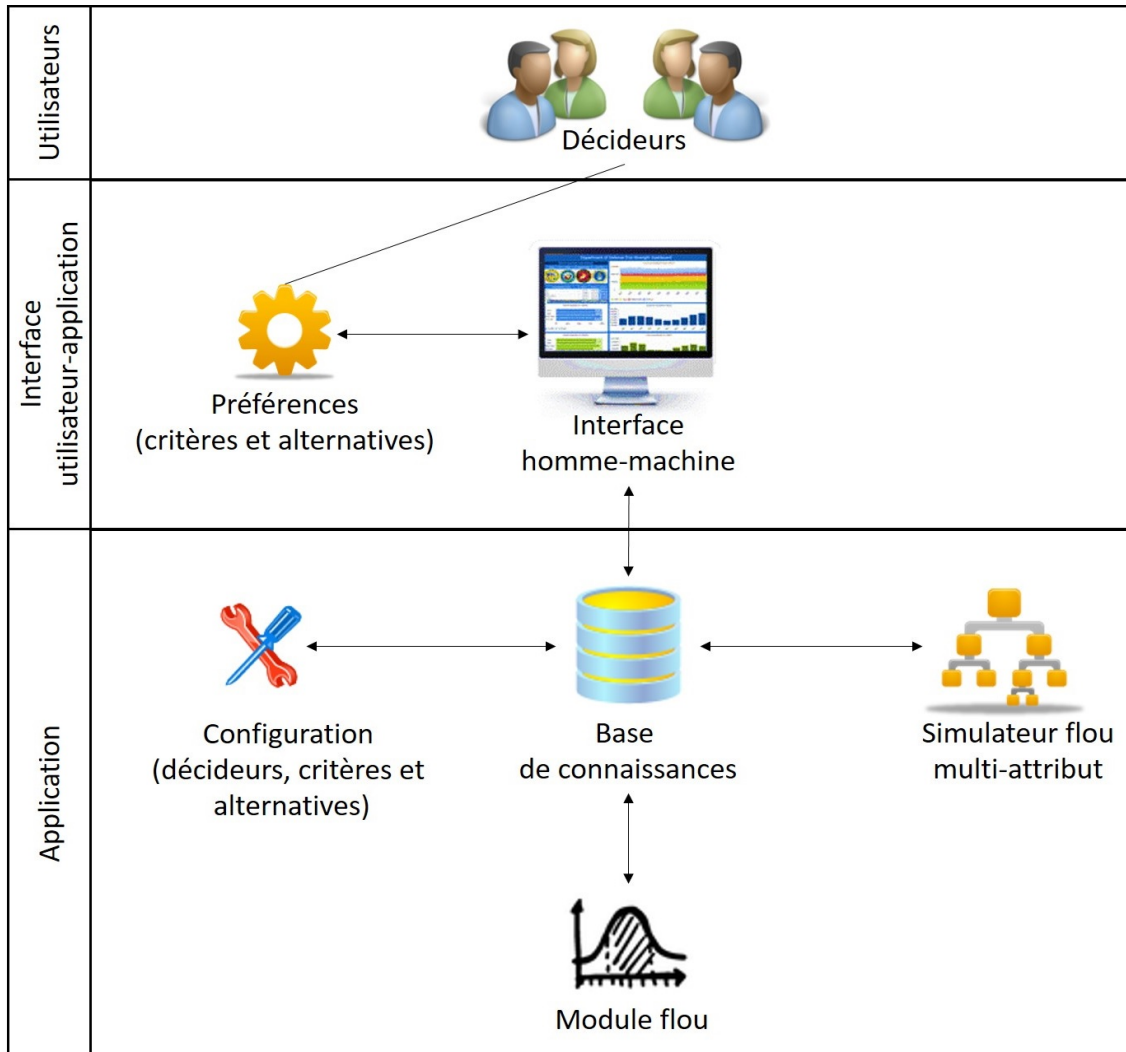 Utilisateurs
Décideurs
Interface
utilisateur-application
Préférences
(critères et alternatives)
Interface
homme-machine
Application
Configuration
(décideurs, critères et
alternatives)
Base
de connaissances
Simulateur flou
multi-attribut
Module flou